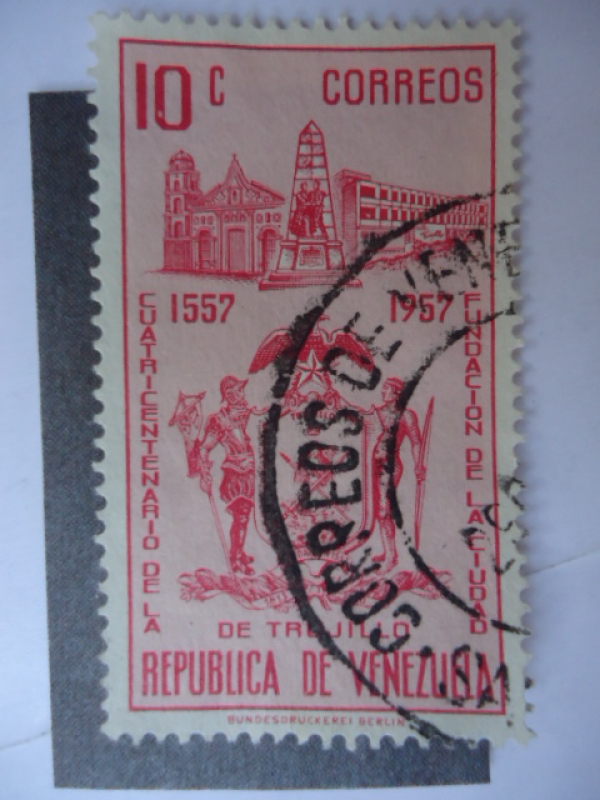 10 C CORREOS
1557 1957
CUATRICENTENARIO DE LA
FUNDACION DE LA CIUDAD
DE TRUJILLO
REPUBLICA DE VENEZUELA
BUNDESDRUCKEREI BERLIN
CORREOS DE VENE